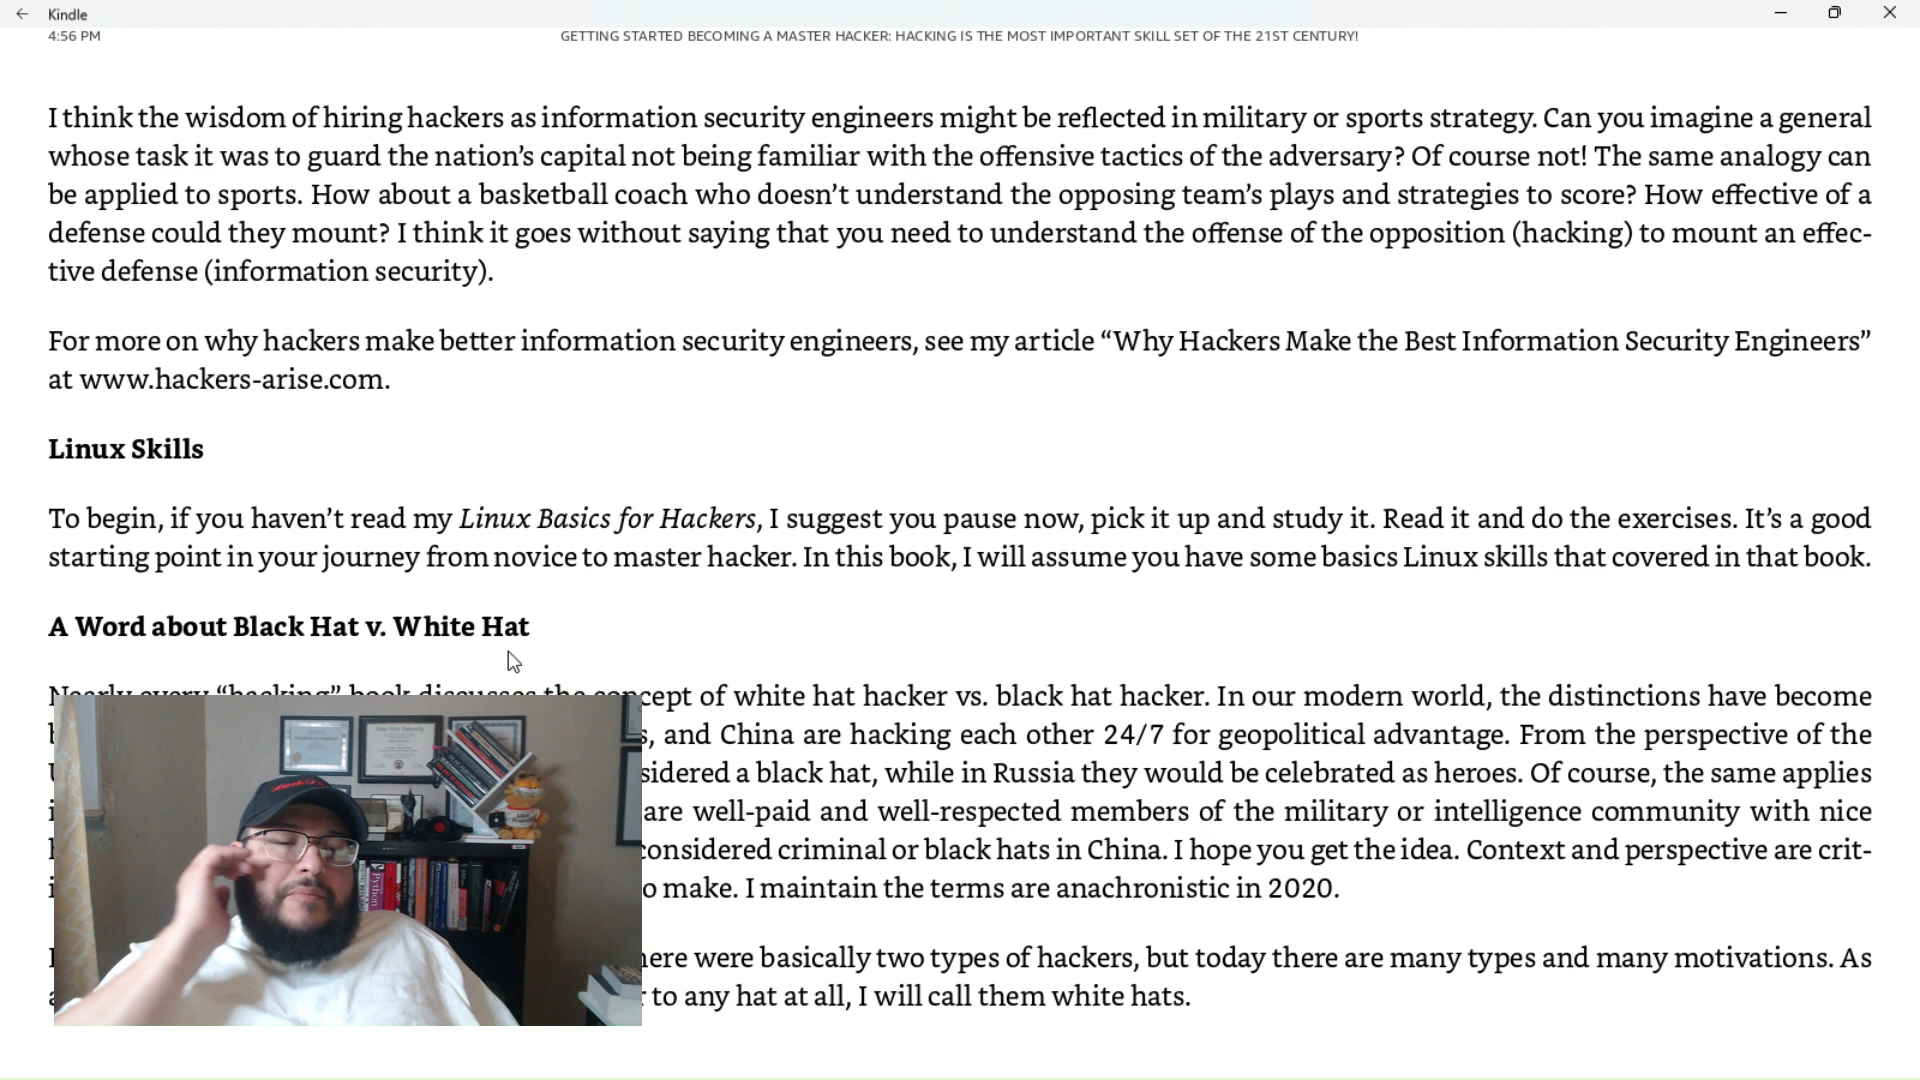 Kindle
4:56 PM
GETTING STARTED BECOMING A MASTER HACKER: HACKING IS THE MOST IMPORTANT SKILL SET OF THE 21ST CENTURY!
I think the wisdom of hiring hackers as information security engineers might be reflected in military or sports strategy. Can you imagine a general
whose task it was to guard the nation’s capital not being familiar with the offensive tactics of the adversary? Of course not! The same analogy can
be applied to sports. How about a basketball coach who doesn’t understand the opposing team’s plays and strategies to score? How effective of a
defense could they mount? I think it goes without saying that you need to understand the offense of the opposition (hacking) to mount an effec-
tive defense (information security).
For more on why hackers make better information security engineers, see my article “Why Hackers Make the Best Information Security Engineers”
at www.hackers-arise.com.
Linux Skills
To begin, if you haven’t read my Linux Basics for Hackers, I suggest you pause now, pick it up and study it. Read it and do the exercises. It’s a good
starting point in your journey from novice to master hacker. In this book, I will assume you have some basics Linux skills that covered in that book.
A Word about Black Hat v. White Hat
Nearly every “hacking” book discusses the concept of white hat hacker vs. black hat hacker. In our modern world, the distinctions have become
and China are hacking each other 24/7 for geopolitical advantage. From the perspective of the
a black hat, while in Russia they would be celebrated as heroes. Of course, the same applies
are well-paid and well-respected members of the military or intelligence community with nice
considered criminal or black hats in China. I hope you get the idea. Context and perspective are crit-
make. I maintain the terms are anachronistic in 2020.
were basically two types of hackers, but today there are many types and many motivations. As
to any hat at all, I will call them white hats.
Python